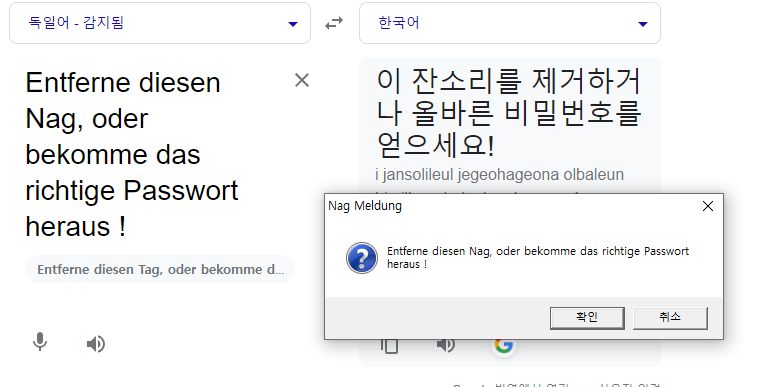 독일어 - 감지됨
한국어
Entferne diesen
Nag, oder
bekomme das
richtige Passwort
heraus !
Entferne diesen Tag, oder bekomme d...
이 잔소리를 제거하거
나 올바른 비밀번호를
얻으세요!
i jansolileul jegeohageona olbaleun
Nag Meldung
Entferne diesen Nag, oder bekomme das richtige Passwort
heraus !
확인
취소